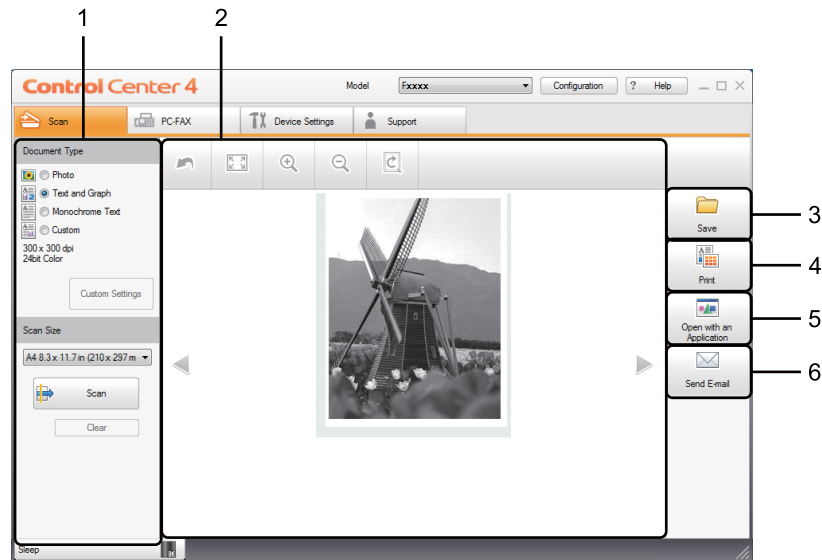 1
2
Control Center 4
Model
Fxxxx
Configuration
? Help
Scan
PC-FAX
Device Settings
Support
Document Type
Photo
Text and Graph
Monochrome Text
Custom
300 x 300 dpi
24bit Color
Custom Settings
Scan Size
A4 8.3 x 11.7 in (210 x 297 m
Scan
Clear
Save
3
Print
4
Open with an
Application
5
Send E-mail
6
Sleep
BK